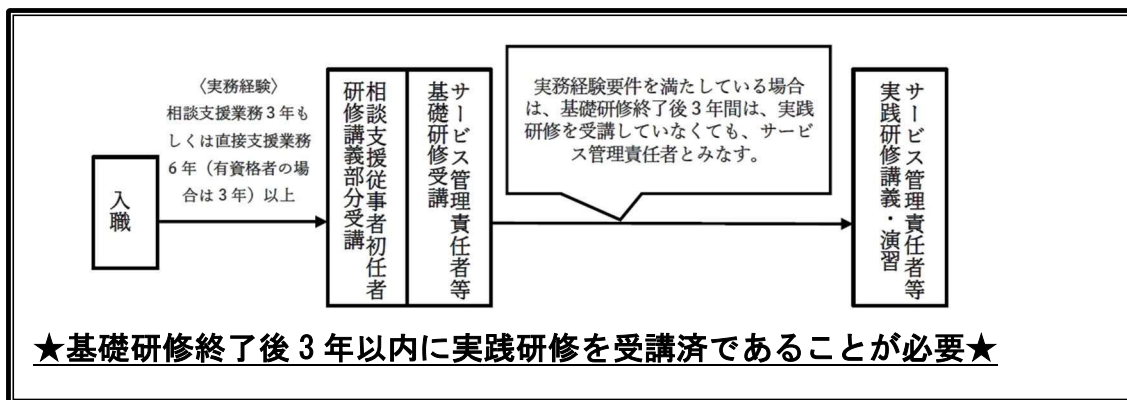 入職
〈実務経験〉
相談支援業務3年も
しくは直接支援業務
6年（有資格者の場
合は3年）以上
相談支援従事者初任者
研修講義部分受講
サービス管理責任者等
基礎研修受講
実務経験要件を満たしている場合
は、基礎研修終了後3年間は、実践
研修を受講していなくても、サービ
ス管理責任者とみなす。
サービス管理責任者等
実践研修講義・演習
★基礎研修終了後3年以内に実践研修を受講済であることが必要★